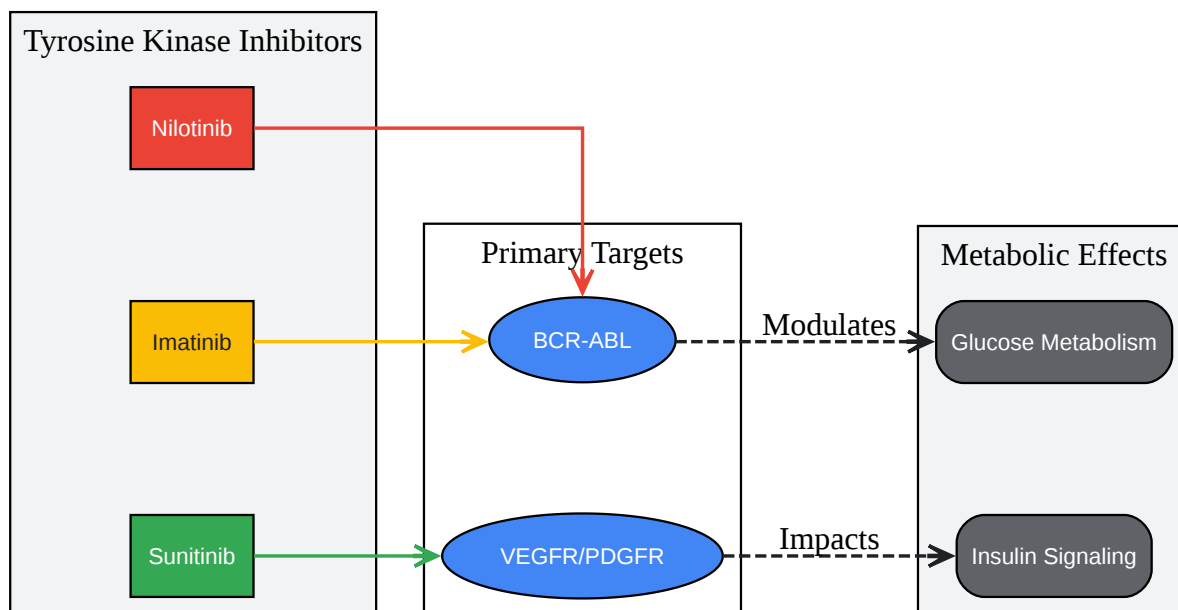 Tyrosine Kinase Inhibitors
Nilotinib
Primary Targets
Metabolic Effects
Imatinib
BCR-ABL
Modulates
Glucose Metabolism
Sunitinib
VEGFR/PDGFR
Impacts
Insulin Signaling